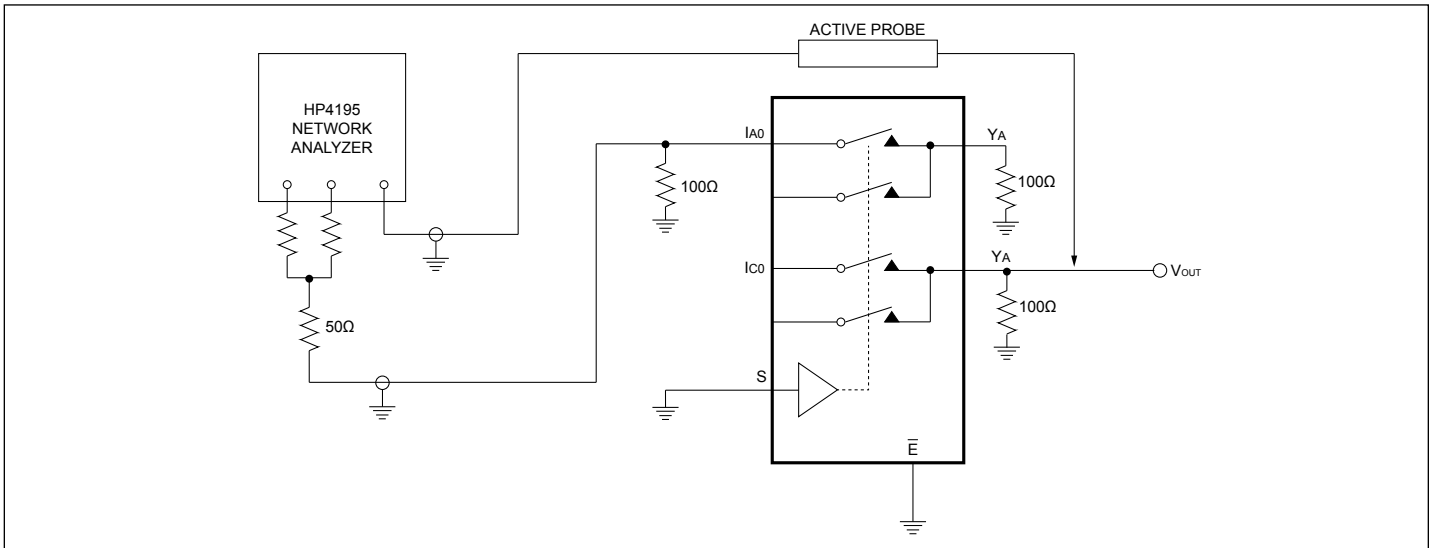 ACTIVE PROBE
HP4195
NETWORK
ANALYZER
IA0
YA
100Ω
100Ω
IC0
YA
VOUT
100Ω
50Ω
S
E̅